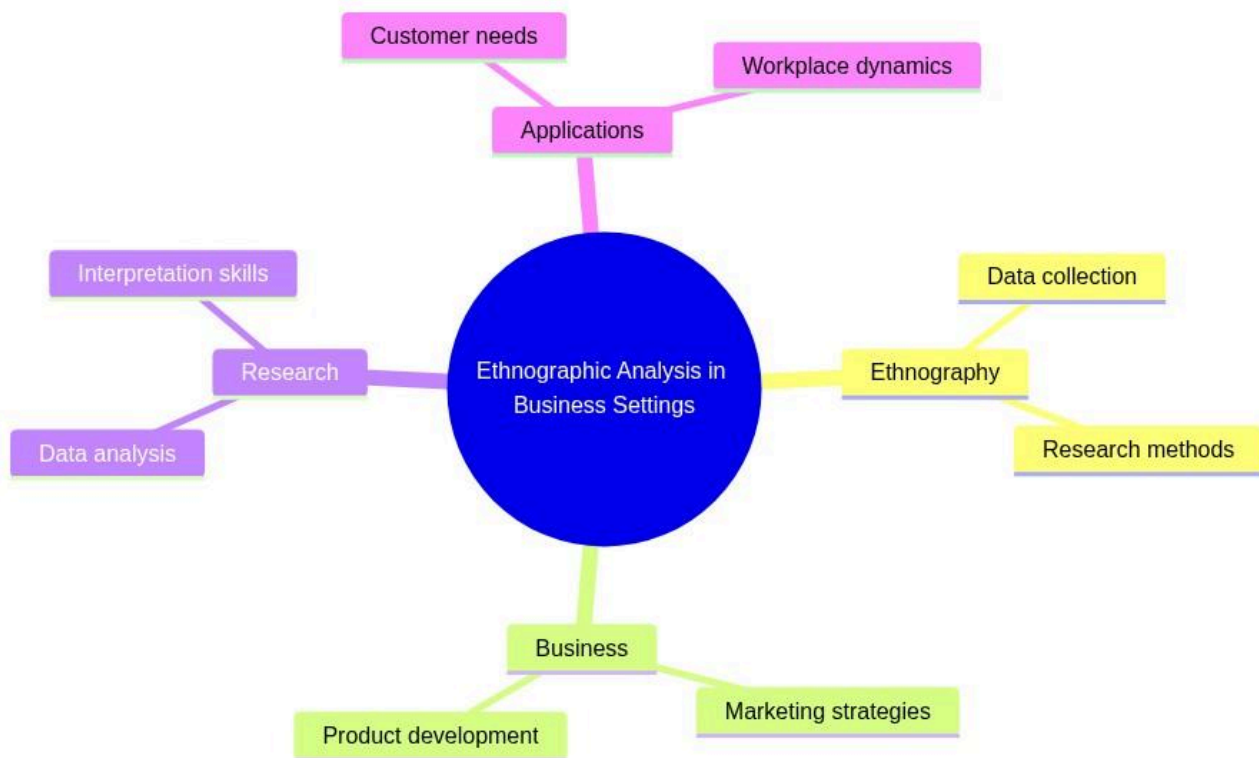 Customer needs
Workplace dynamics
Applications
Interpretation skills
Data collection
Research
Ethnographic Analysis in
Business Settings
Ethnography
Data analysis
Research methods
Business
Marketing strategies
Product development